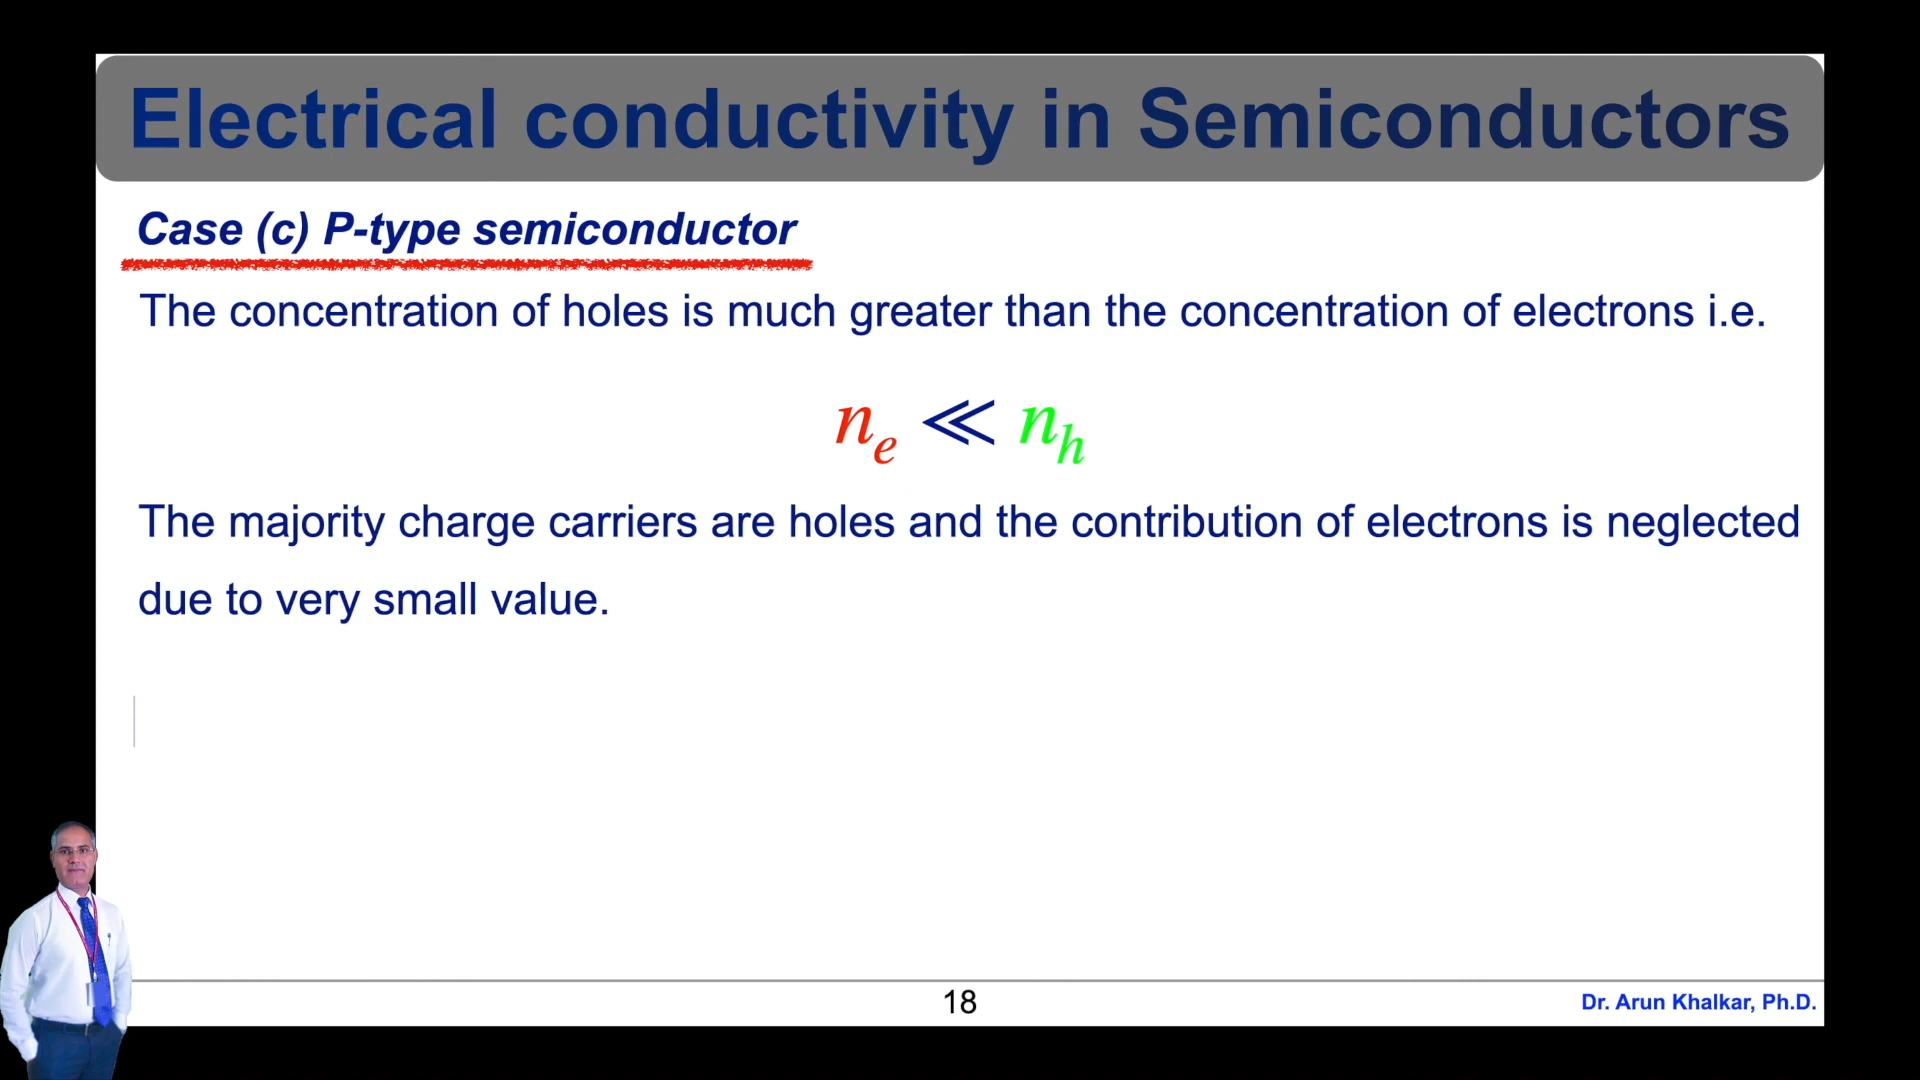 Electrical conductivity in Semiconductors
Case (c) P-type semiconductor
The concentration of holes is much greater than the concentration of electrons i.e.
nₑ ≪ nₕ
The majority charge carriers are holes and the contribution of electrons is neglected
due to very small value.
18
Dr. Arun Khalkar, Ph.D.